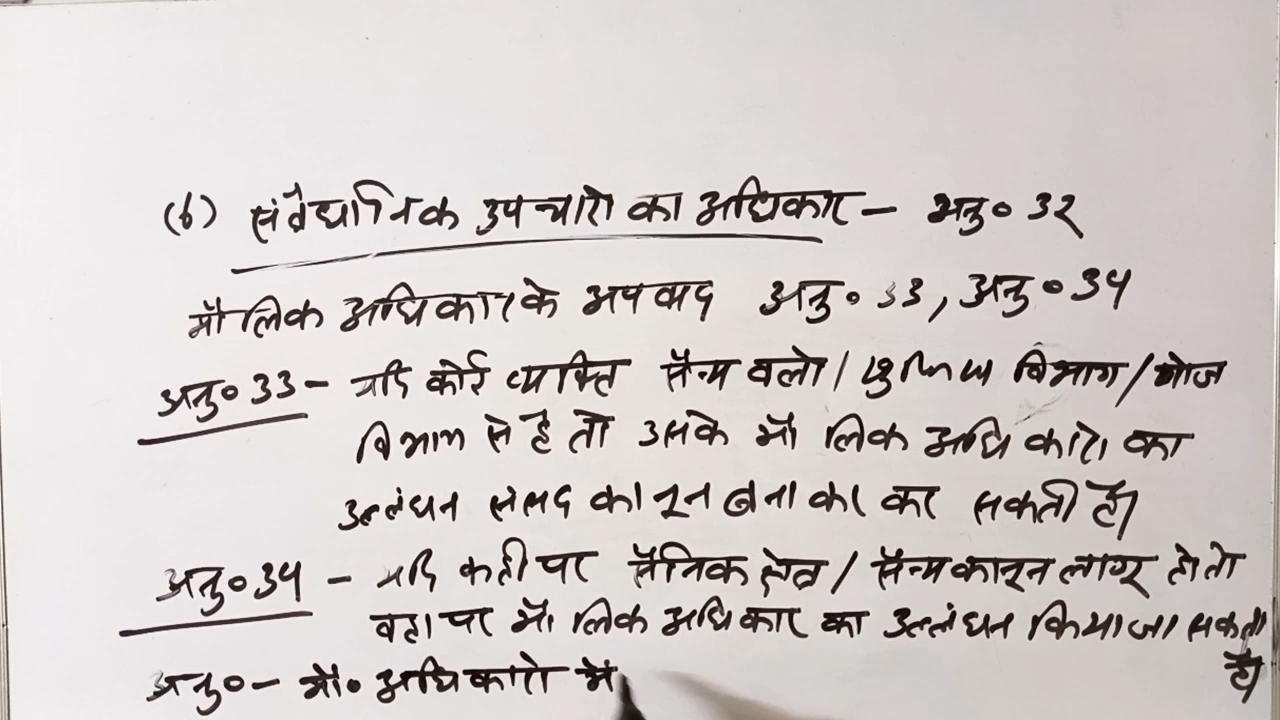 (6) संवैधानिक उपचारो का अधिकार – अनु० 32
मौलिक अधिकार के अपवाद अनु० 33, अनु० 34
अनु० 33 – यदि कोई व्यक्ति सैन्य वलो / पुलिस विभाग /
विभाग से है तो उसके मौलिक अधिकारो का
उल्लंघन संसद कानून बना कर कर सकती है।
अनु० 34 – यदि कही पर सैनिक क्षेत्र / सैन्य कानून लागू हो तो
वहा पर मौलिक अधिकार का उल्लंघन किया जा सकता
है।
अनु० – मौ० अधिकारो में